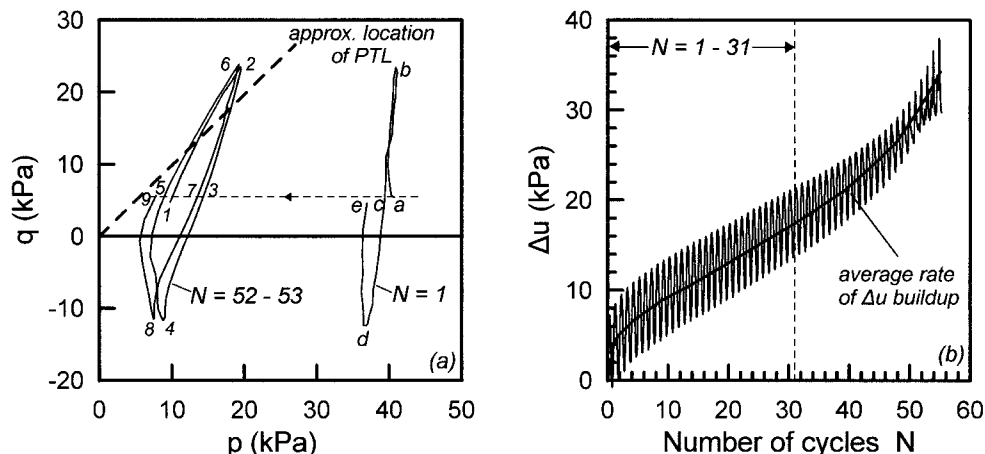 approx. location
of PTL
6 2
b
30
20
10
0
-10
-20
q (kPa)
5
9
1
7 3
e c a
N = 52 - 53
N = 1
8 4
d
(a)
0 10 20 30 40 50
p (kPa)
N = 1 - 31
40
30
20
10
0
Δu (kPa)
average rate
of Δu buildup
(b)
0 10 20 30 40 50 60
Number of cycles N